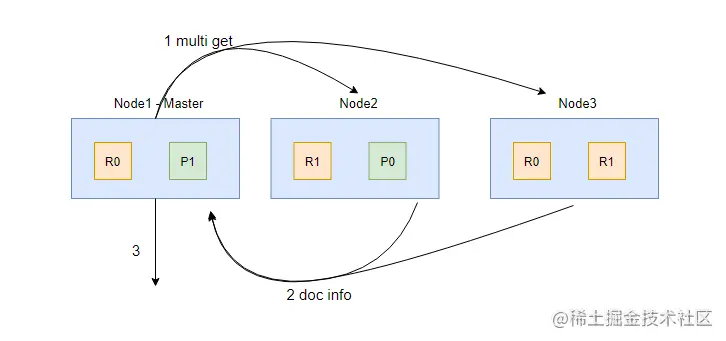 1 multi get
Node1 - Master
Node2
Node3
R0
P1
R1
P0
R0
R1
3
2 doc info
@稀土掘金技术社区